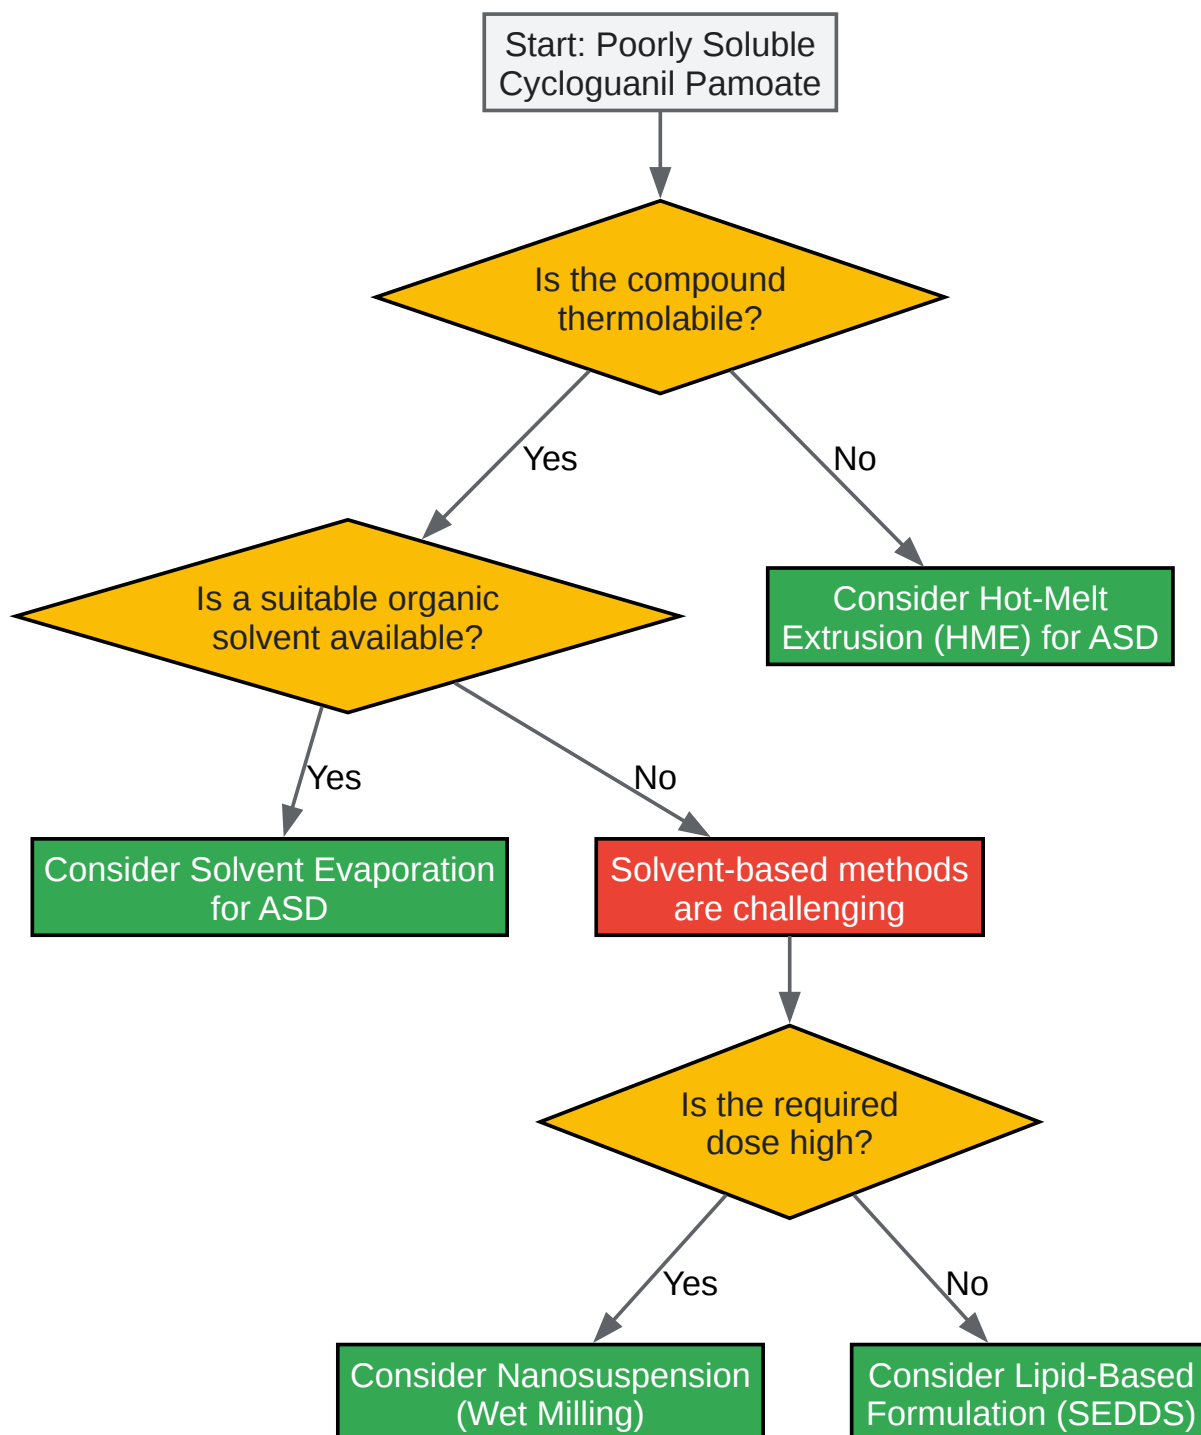 Start: Poorly Soluble
Cycloguanil Pamoate
Is the compound
thermolabile?
Yes
No
Is a suitable organic
solvent available?
Consider Hot-Melt
Extrusion (HME) for ASD
Yes
No
Consider Solvent Evaporation
for ASD
Solvent-based methods
are challenging
Is the required
dose high?
Yes
No
Consider Nanosuspension
(Wet Milling)
Consider Lipid-Based
Formulation (SEDDS)